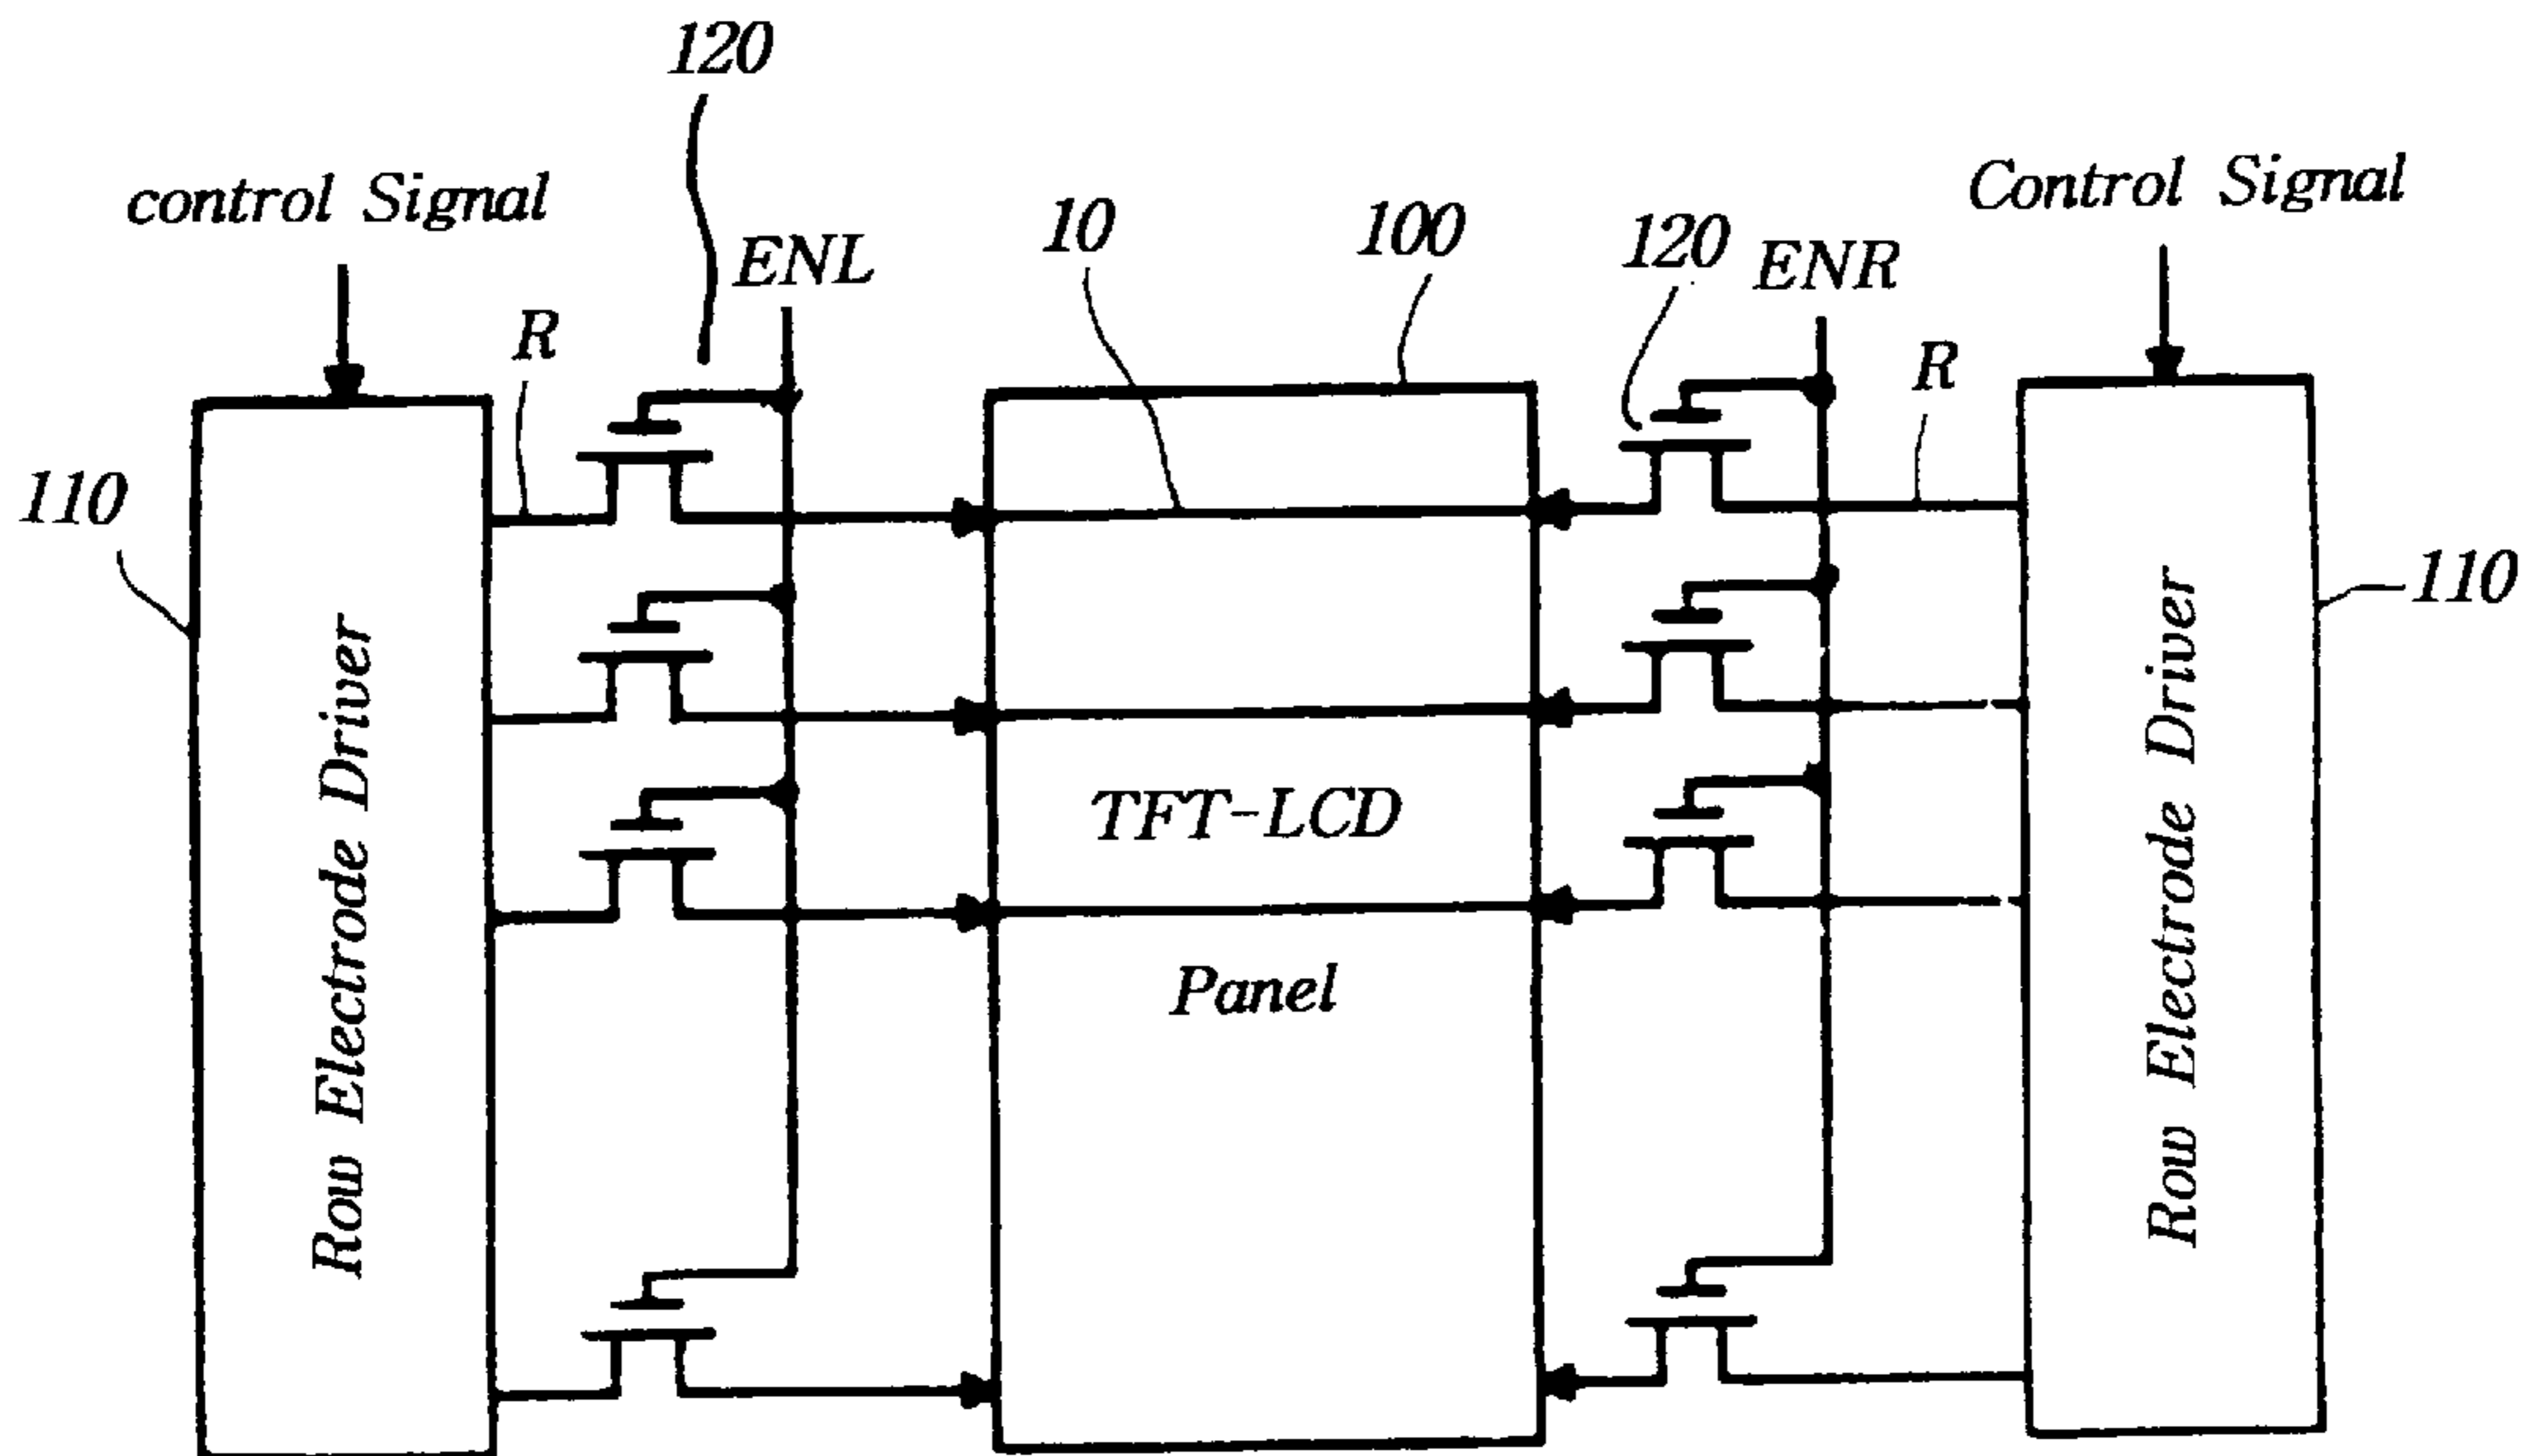 120
control Signal
ENL
10
100
120
ENR
Control Signal
R
R
110
110
Row Electrode Driver
TFT-LCD
Panel
Row Electrode Driver